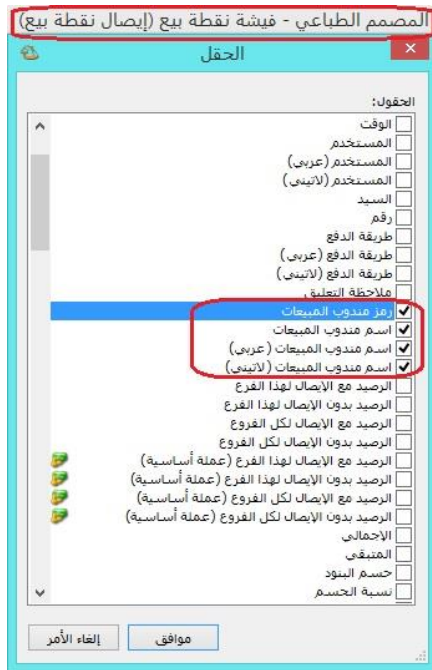 المصمم الطباعي - فيشة نقطة بيع (إيصال نقطة بيع)
الحقل
الحقول:
الوقت
المستخدم
المستخدم (عربي)
المستخدم (لاتيني)
السيد
رقم
طريقة الدفع
طريقة الدفع (عربي)
طريقة الدفع (لاتيني)
ملاحظة التعليق
رمز مندوب المبيعات
اسم مندوب المبيعات
اسم مندوب المبيعات (عربي)
اسم مندوب المبيعات (لاتيني)
الرصيد مع الإيصال لهذا الفرع
الرصيد بدون الإيصال لهذا الفرع
الرصيد مع الإيصال لكل الفروع
الرصيد بدون الإيصال لكل الفروع
الرصيد مع الإيصال لهذا الفرع (عملة أساسية)
الرصيد بدون الإيصال لهذا الفرع (عملة أساسية)
الرصيد مع الإيصال لكل الفروع (عملة أساسية)
الرصيد بدون الإيصال لكل الفروع (عملة أساسية)
الاجمالي
المتبقي
حسم البنود
نسبة الحسم
موافق
إلغاء الأمر